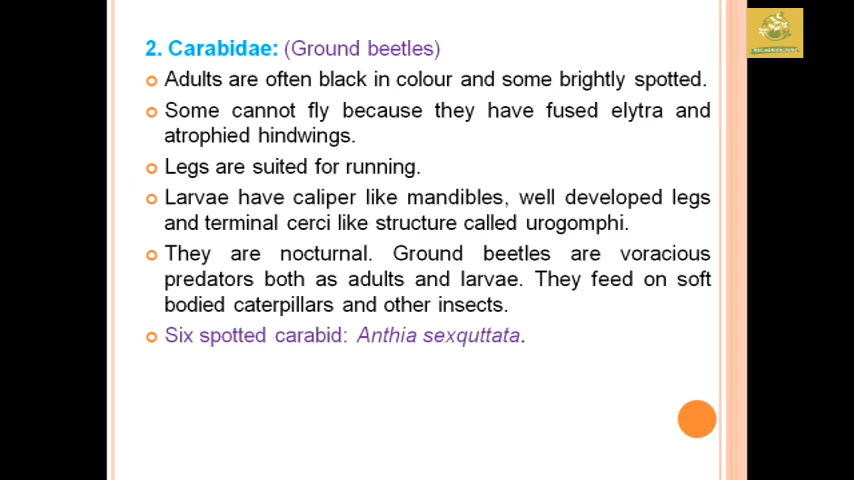 2. Carabidae: (Ground beetles)
Adults are often black in colour and some brightly spotted.
Some cannot fly because they have fused elytra and
atrophied hindwings.
Legs are suited for running.
Larvae have caliper like mandibles, well developed legs
and terminal cerci like structure called urogomphi.
They are nocturnal. Ground beetles are voracious
predators both as adults and larvae. They feed on soft
bodied caterpillars and other insects.
Six spotted carabid: Anthia sexquttata.